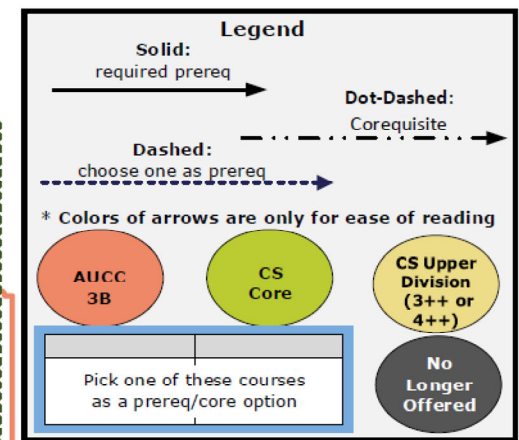 Legend
Solid:
required prereq
Dot-Dashed:
Corequisite
Dashed:
choose one as prereq
* Colors of arrows are only for ease of reading
AUCC
3B
CS
Core
CS Upper
Division
(3++ or
4++)
Pick one of these courses
as a prereq/core option
No
Longer
Offered